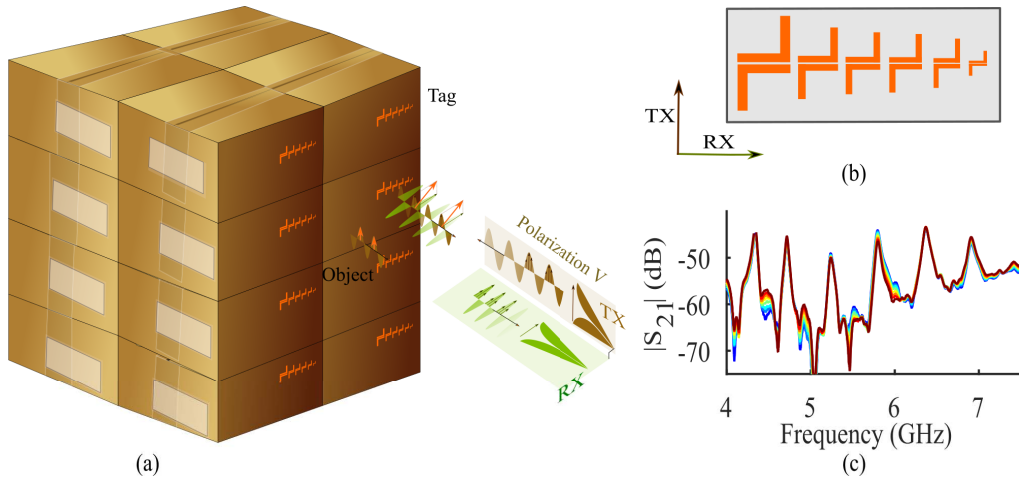 Tag
Object
Polarization V
TX
RX
(a)
TX
RX
(b)
|S21| (dB)
-50
-60
-70
4
5
6
7
Frequency (GHz)
(c)